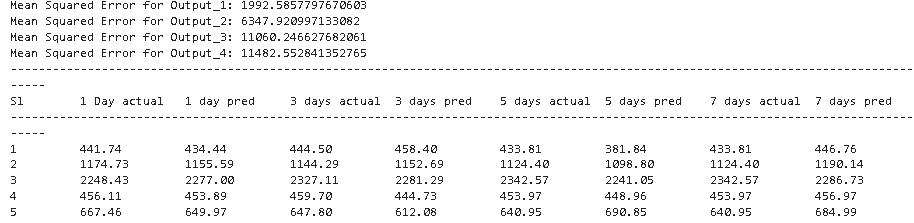 Mean Squared Error for Output_1: 1992.5857797670603
Mean Squared Error for Output_2: 6347.920997133082
Mean Squared Error for Output_3: 11060.246627682061
Mean Squared Error for Output_4: 11482.552841352765
--------------------------------------------------------------------------------------------------------------------------------
-----
Sl 1 Day actual 1 day pred 3 days actual 3 days pred 5 days actual 5 days pred 7 days actual 7 days pred
--------------------------------------------------------------------------------------------------------------------------------
-----
1 441.74 434.44 444.50 458.40 433.81 381.84 433.81 446.76
2 1174.73 1155.59 1144.29 1152.69 1124.40 1098.80 1124.40 1190.14
3 2248.43 2277.00 2327.11 2281.29 2342.57 2241.05 2342.57 2286.73
4 456.11 453.89 459.70 444.73 453.97 448.96 453.97 456.97
5 667.46 649.97 647.80 612.08 640.95 690.85 640.95 684.99